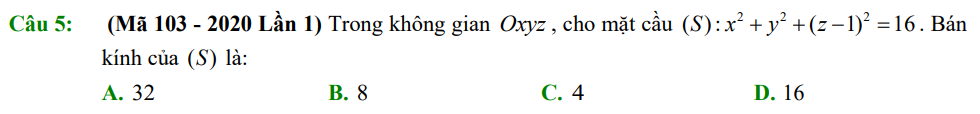 Câu 5: (Mã 103 - 2020 Lần 1) Trong không gian Oxyz , cho mặt cầu (S): x² + y² + (z − 1)² = 16 . Bán
kính của (S) là:
A. 32 B. 8 C. 4 D. 16